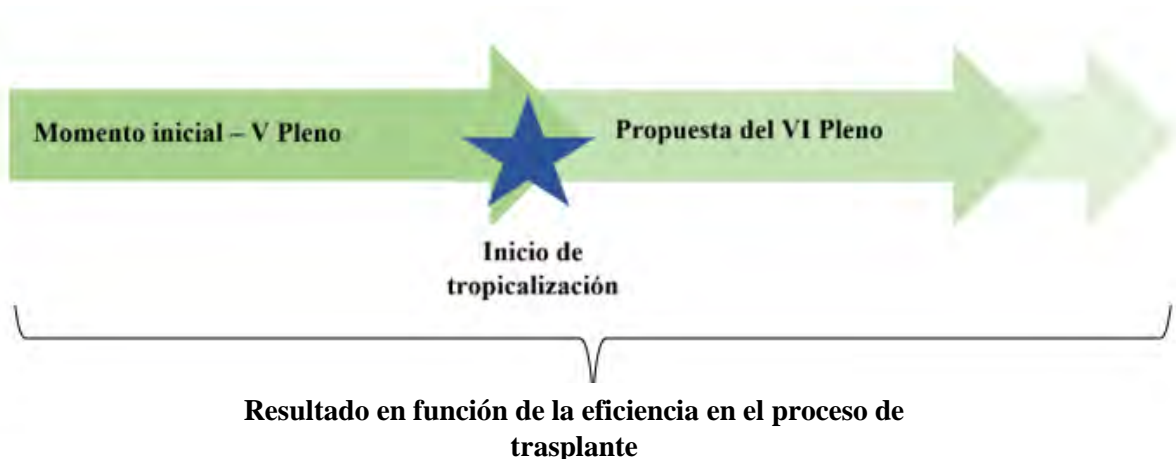 Momento inicial – V Pleno
Propuesta del VI Pleno
Inicio de
tropicalización
Resultado en función de la eficiencia en el proceso de
trasplante